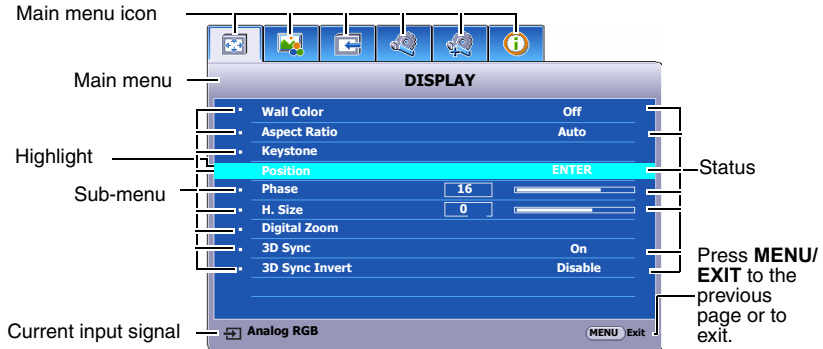 Main menu icon
Main menu
DISPLAY
Wall Color Off
Aspect Ratio Auto
Keystone
Highlight
Position ENTER
Status
Sub-menu
Phase 16
H. Size 0
Digital Zoom
3D Sync On
3D Sync Invert Disable
Press MENU/
EXIT to the
previous
page or to
exit.
Current input signal
Analog RGB
MENU Exit